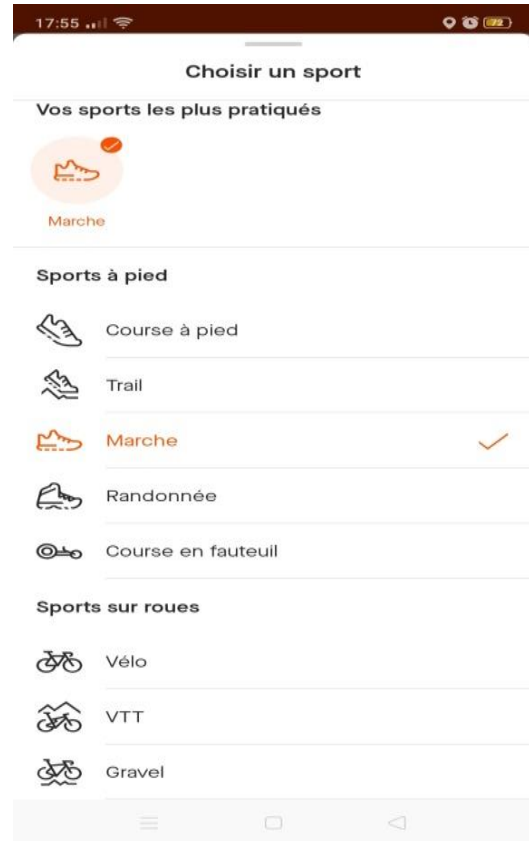 17:55
72
Choisir un sport
Vos sports les plus pratiqués
Marche
Sports à pied
Course à pied
Trail
Marche
Randonnée
Course en fauteuil
Sports sur roues
Vélo
VTT
Gravel